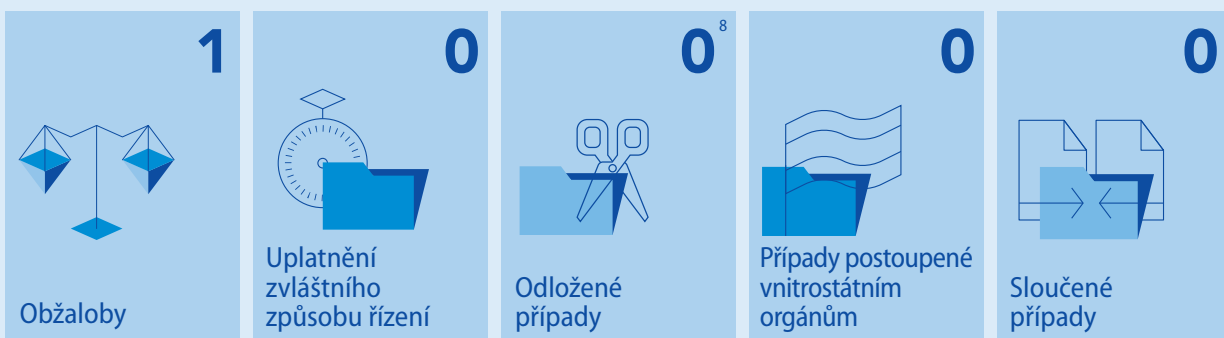 1
Obžaloby
0
Uplatnění
zvláštního
způsobu řízení
0 8
Odložené
případy
0
Případy postoupené
vnitrostátním
orgánům
0
Sloučené
případy